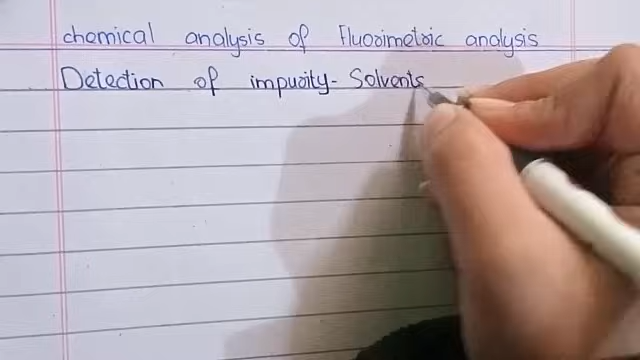 chemical analysis of Fluorimetric analysis
Detection of impurity- Solvents